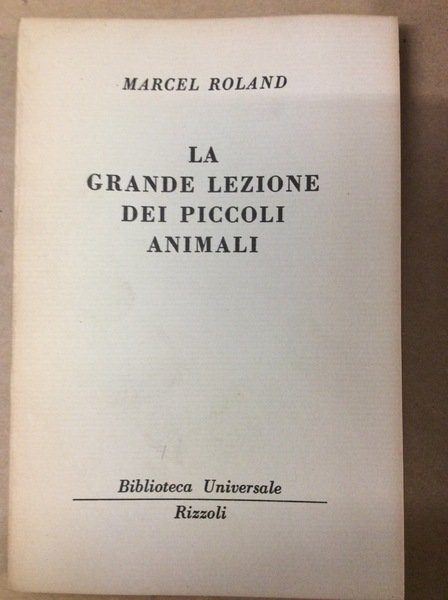 MARCEL ROLAND
LA
GRANDE LEZIONE
DEI PICCOLI
ANIMALI
Biblioteca Universale
Rizzoli